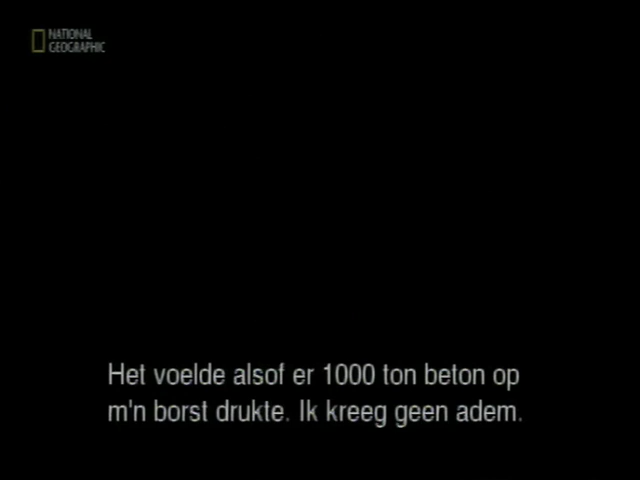 NATIONAL
GEOGRAPHIC
Het voelde alsof er 1000 ton beton op
m'n borst drukte. Ik kreeg geen adem.